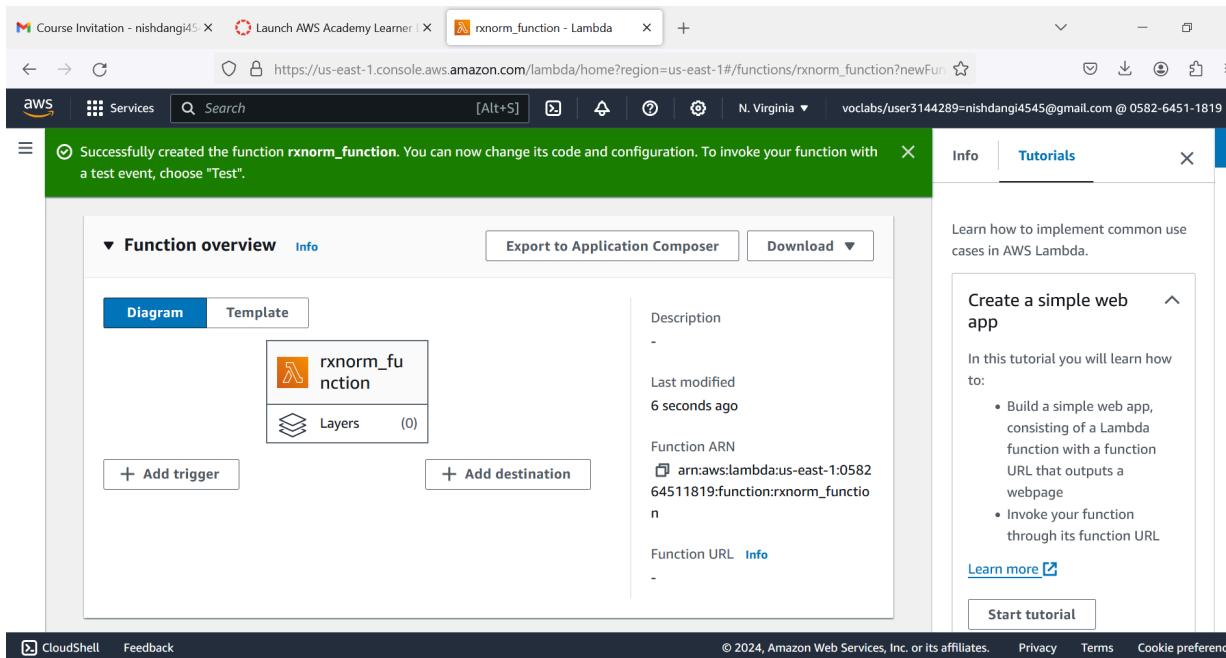 Course Invitation - nishdangi45
Launch AWS Academy Learner
rxnorm_function - Lambda
https://us-east-1.console.aws.amazon.com/lambda/home?region=us-east-1#/functions/rxnorm_function?newFun
aws
Services
Search
[Alt+S]
N. Virginia
voclabs/user3144289=nishdangi4545@gmail.com @ 0582-6451-1819
Successfully created the function rxnorm_function. You can now change its code and configuration. To invoke your function with
a test event, choose "Test".
Function overview Info
Export to Application Composer
Download
Diagram
Template
rxnorm_fu
nction
Layers (0)
+ Add trigger
+ Add destination
Description
-
Last modified
6 seconds ago
Function ARN
arn:aws:lambda:us-east-1:0582
64511819:function:rxnorm_functio
n
Function URL Info
-
Info
Tutorials
Learn how to implement common use
cases in AWS Lambda.
Create a simple web
app
In this tutorial you will learn how
to:
• Build a simple web app,
consisting of a Lambda
function with a function
URL that outputs a
webpage
• Invoke your function
through its function URL
Learn more
Start tutorial
CloudShell
Feedback
© 2024, Amazon Web Services, Inc. or its affiliates.
Privacy
Terms
Cookie preferenc